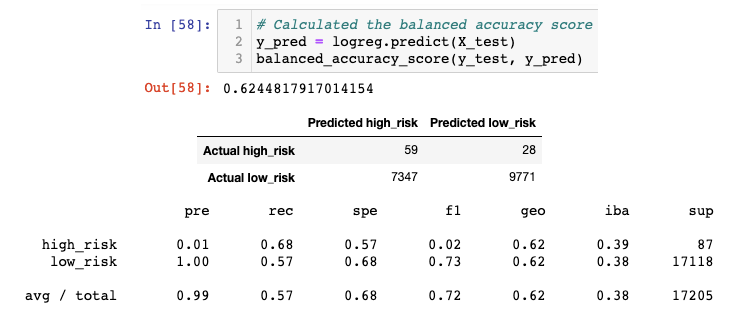 In [58]: 1 # Calculated the balanced accuracy score
2 y_pred = logreg.predict(X_test)
3 balanced_accuracy_score(y_test, y_pred)
Out[58]: 0.6244817917014154
Predicted high_risk Predicted low_risk
Actual high_risk 59 28
Actual low_risk 7347 9771
pre rec spe f1 geo iba sup
high_risk 0.01 0.68 0.57 0.02 0.62 0.39 87
low_risk 1.00 0.57 0.68 0.73 0.62 0.38 17118
avg / total 0.99 0.57 0.68 0.72 0.62 0.38 17205